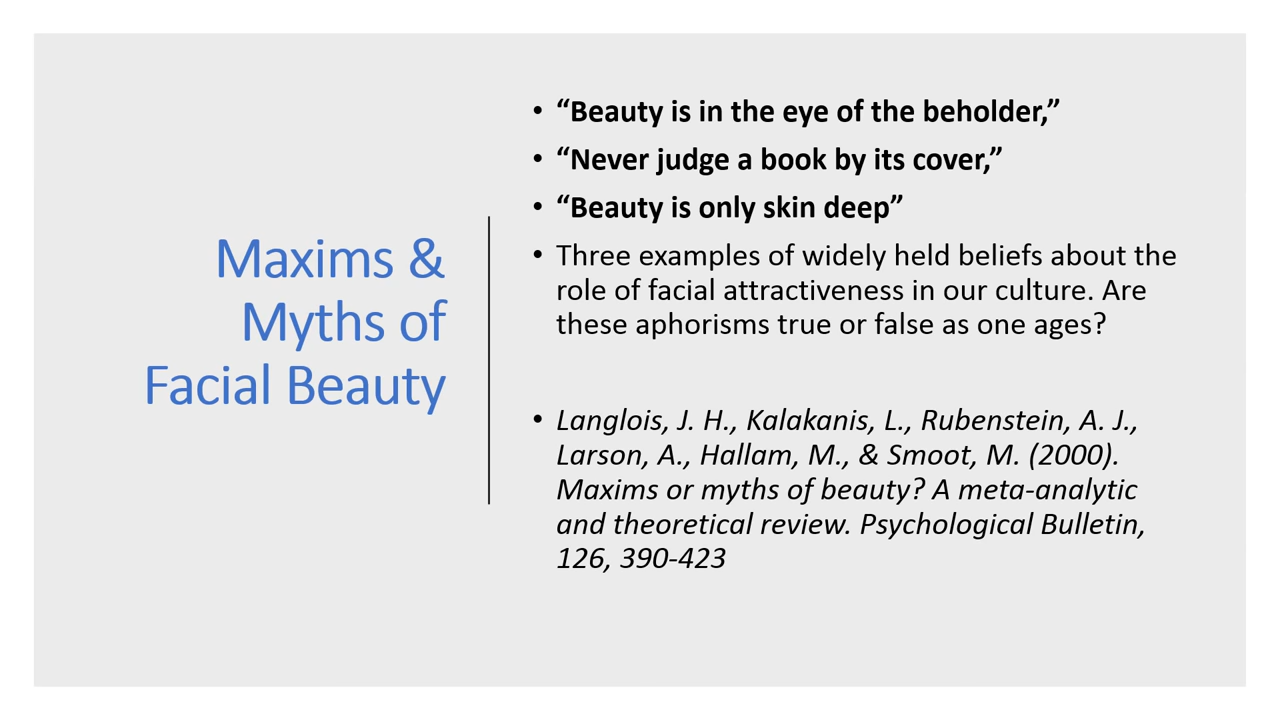 Maxims &
Myths of
Facial Beauty
• “Beauty is in the eye of the beholder,”
• “Never judge a book by its cover,”
• “Beauty is only skin deep”
• Three examples of widely held beliefs about the
role of facial attractiveness in our culture. Are
these aphorisms true or false as one ages?
• Langlois, J. H., Kalakanis, L., Rubenstein, A. J.,
Larson, A., Hallam, M., & Smoot, M. (2000).
Maxims or myths of beauty? A meta-analytic
and theoretical review. Psychological Bulletin,
126, 390-423